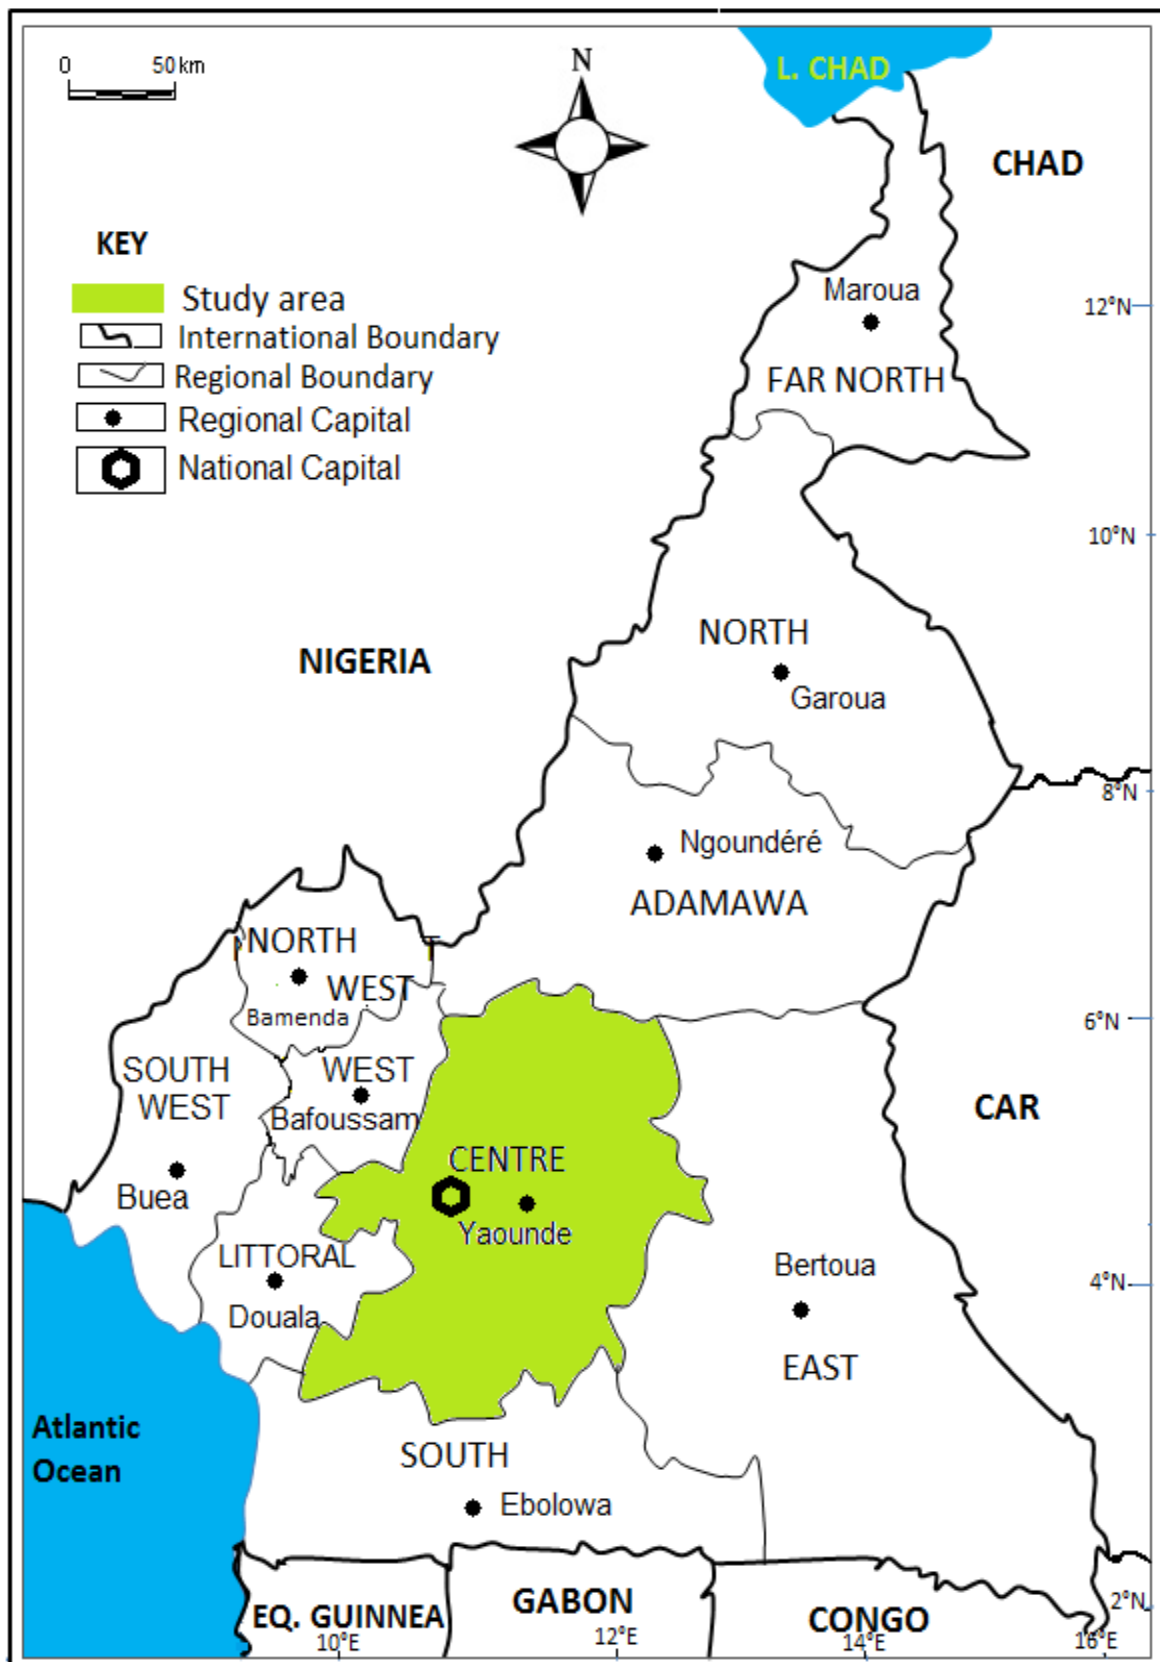 L. CHAD
0 50 km
N
CHAD
KEY
Study area
International Boundary
Regional Boundary
Regional Capital
National Capital
Maroua
12°N
FAR NORTH
10°N
NORTH
NIGERIA
Garoua
8°N
Ngoundéré
ADAMAWA
NORTH
WEST
Bamenda
6°N
SOUTH
WEST
WEST
Bafoussam
CAR
CENTRE
Buea
Yaounde
LITTORAL
Bertoua
4°N
Douala
EAST
Atlantic
Ocean
SOUTH
Ebolowa
EQ. GUINNEA
GABON
CONGO
2°N
10°E
12°E
14°E
16°E